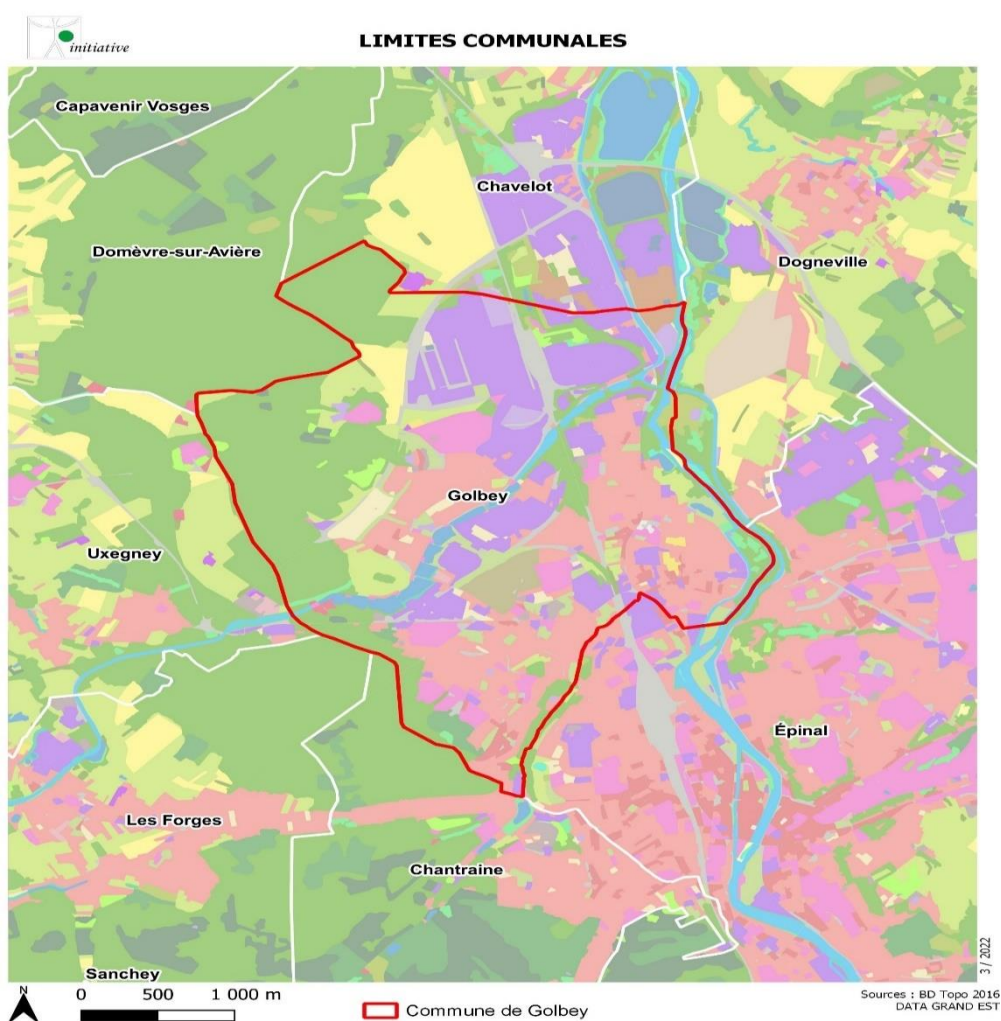 initiative
LIMITES COMMUNALES
Capavenir Vosges
Chavelot
Domèvre-sur-Avière
Dogneville
Golbey
Uxegney
Épinal
Les Forges
Chantraine
Sanchey
3 / 2022
N
0 500 1 000 m
Commune de Golbey
Sources : BD Topo 2016
DATA GRAND EST